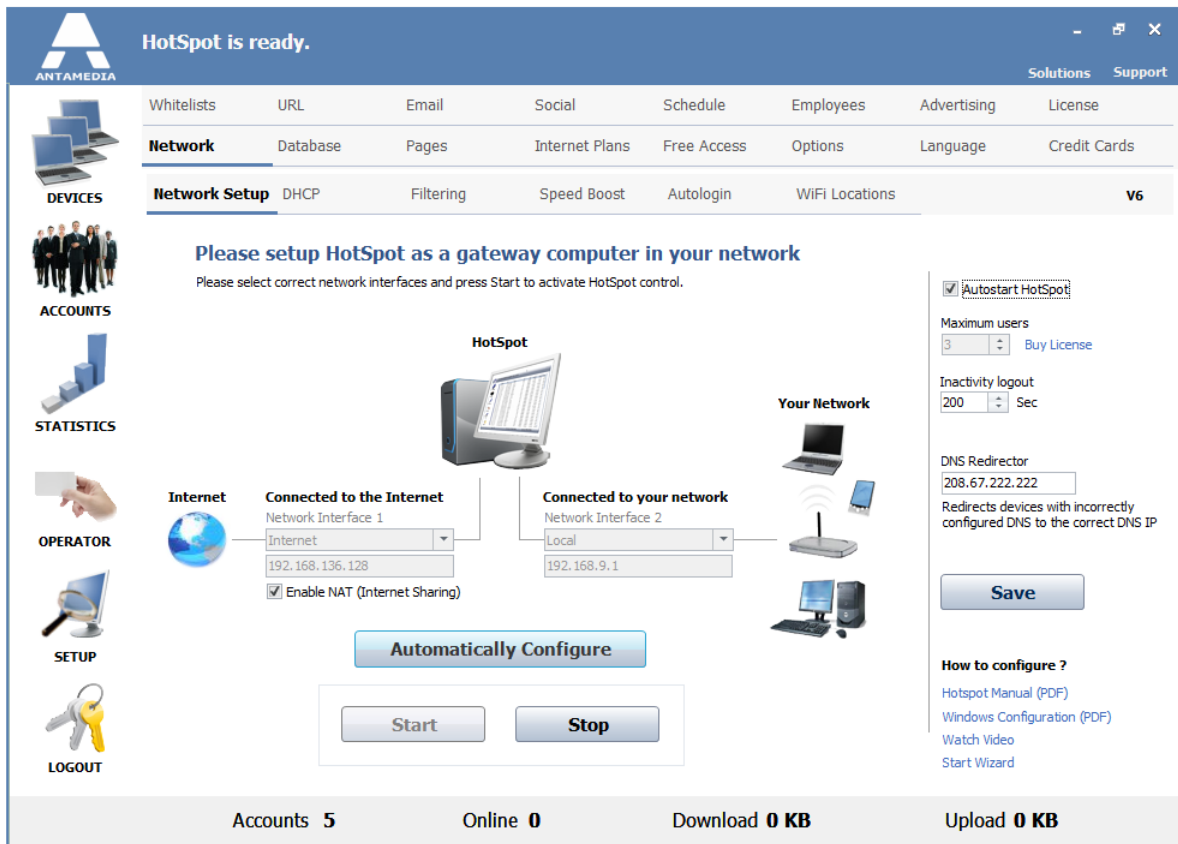 ANTAMEDIA
HotSpot is ready.
Solutions Support
Whitelists URL Email Social Schedule Employees Advertising License
Network Database Pages Internet Plans Free Access Options Language Credit Cards
Network Setup DHCP Filtering Speed Boost Autologin WiFi Locations V6
DEVICES
ACCOUNTS
STATISTICS
OPERATOR
SETUP
LOGOUT
Please setup HotSpot as a gateway computer in your network
Please select correct network interfaces and press Start to activate HotSpot control.
HotSpot
Your Network
Internet
Connected to the Internet
Network Interface 1
Internet
192.168.136.128
Enable NAT (Internet Sharing)
Connected to your network
Network Interface 2
Local
192.168.9.1
Automatically Configure
Start Stop
Autostart HotSpot
Maximum users
3 Buy License
Inactivity logout
200 Sec
DNS Redirector
208.67.222.222
Redirects devices with incorrectly
configured DNS to the correct DNS IP
Save
How to configure ?
Hotspot Manual (PDF)
Windows Configuration (PDF)
Watch Video
Start Wizard
Accounts 5 Online 0 Download 0 KB Upload 0 KB